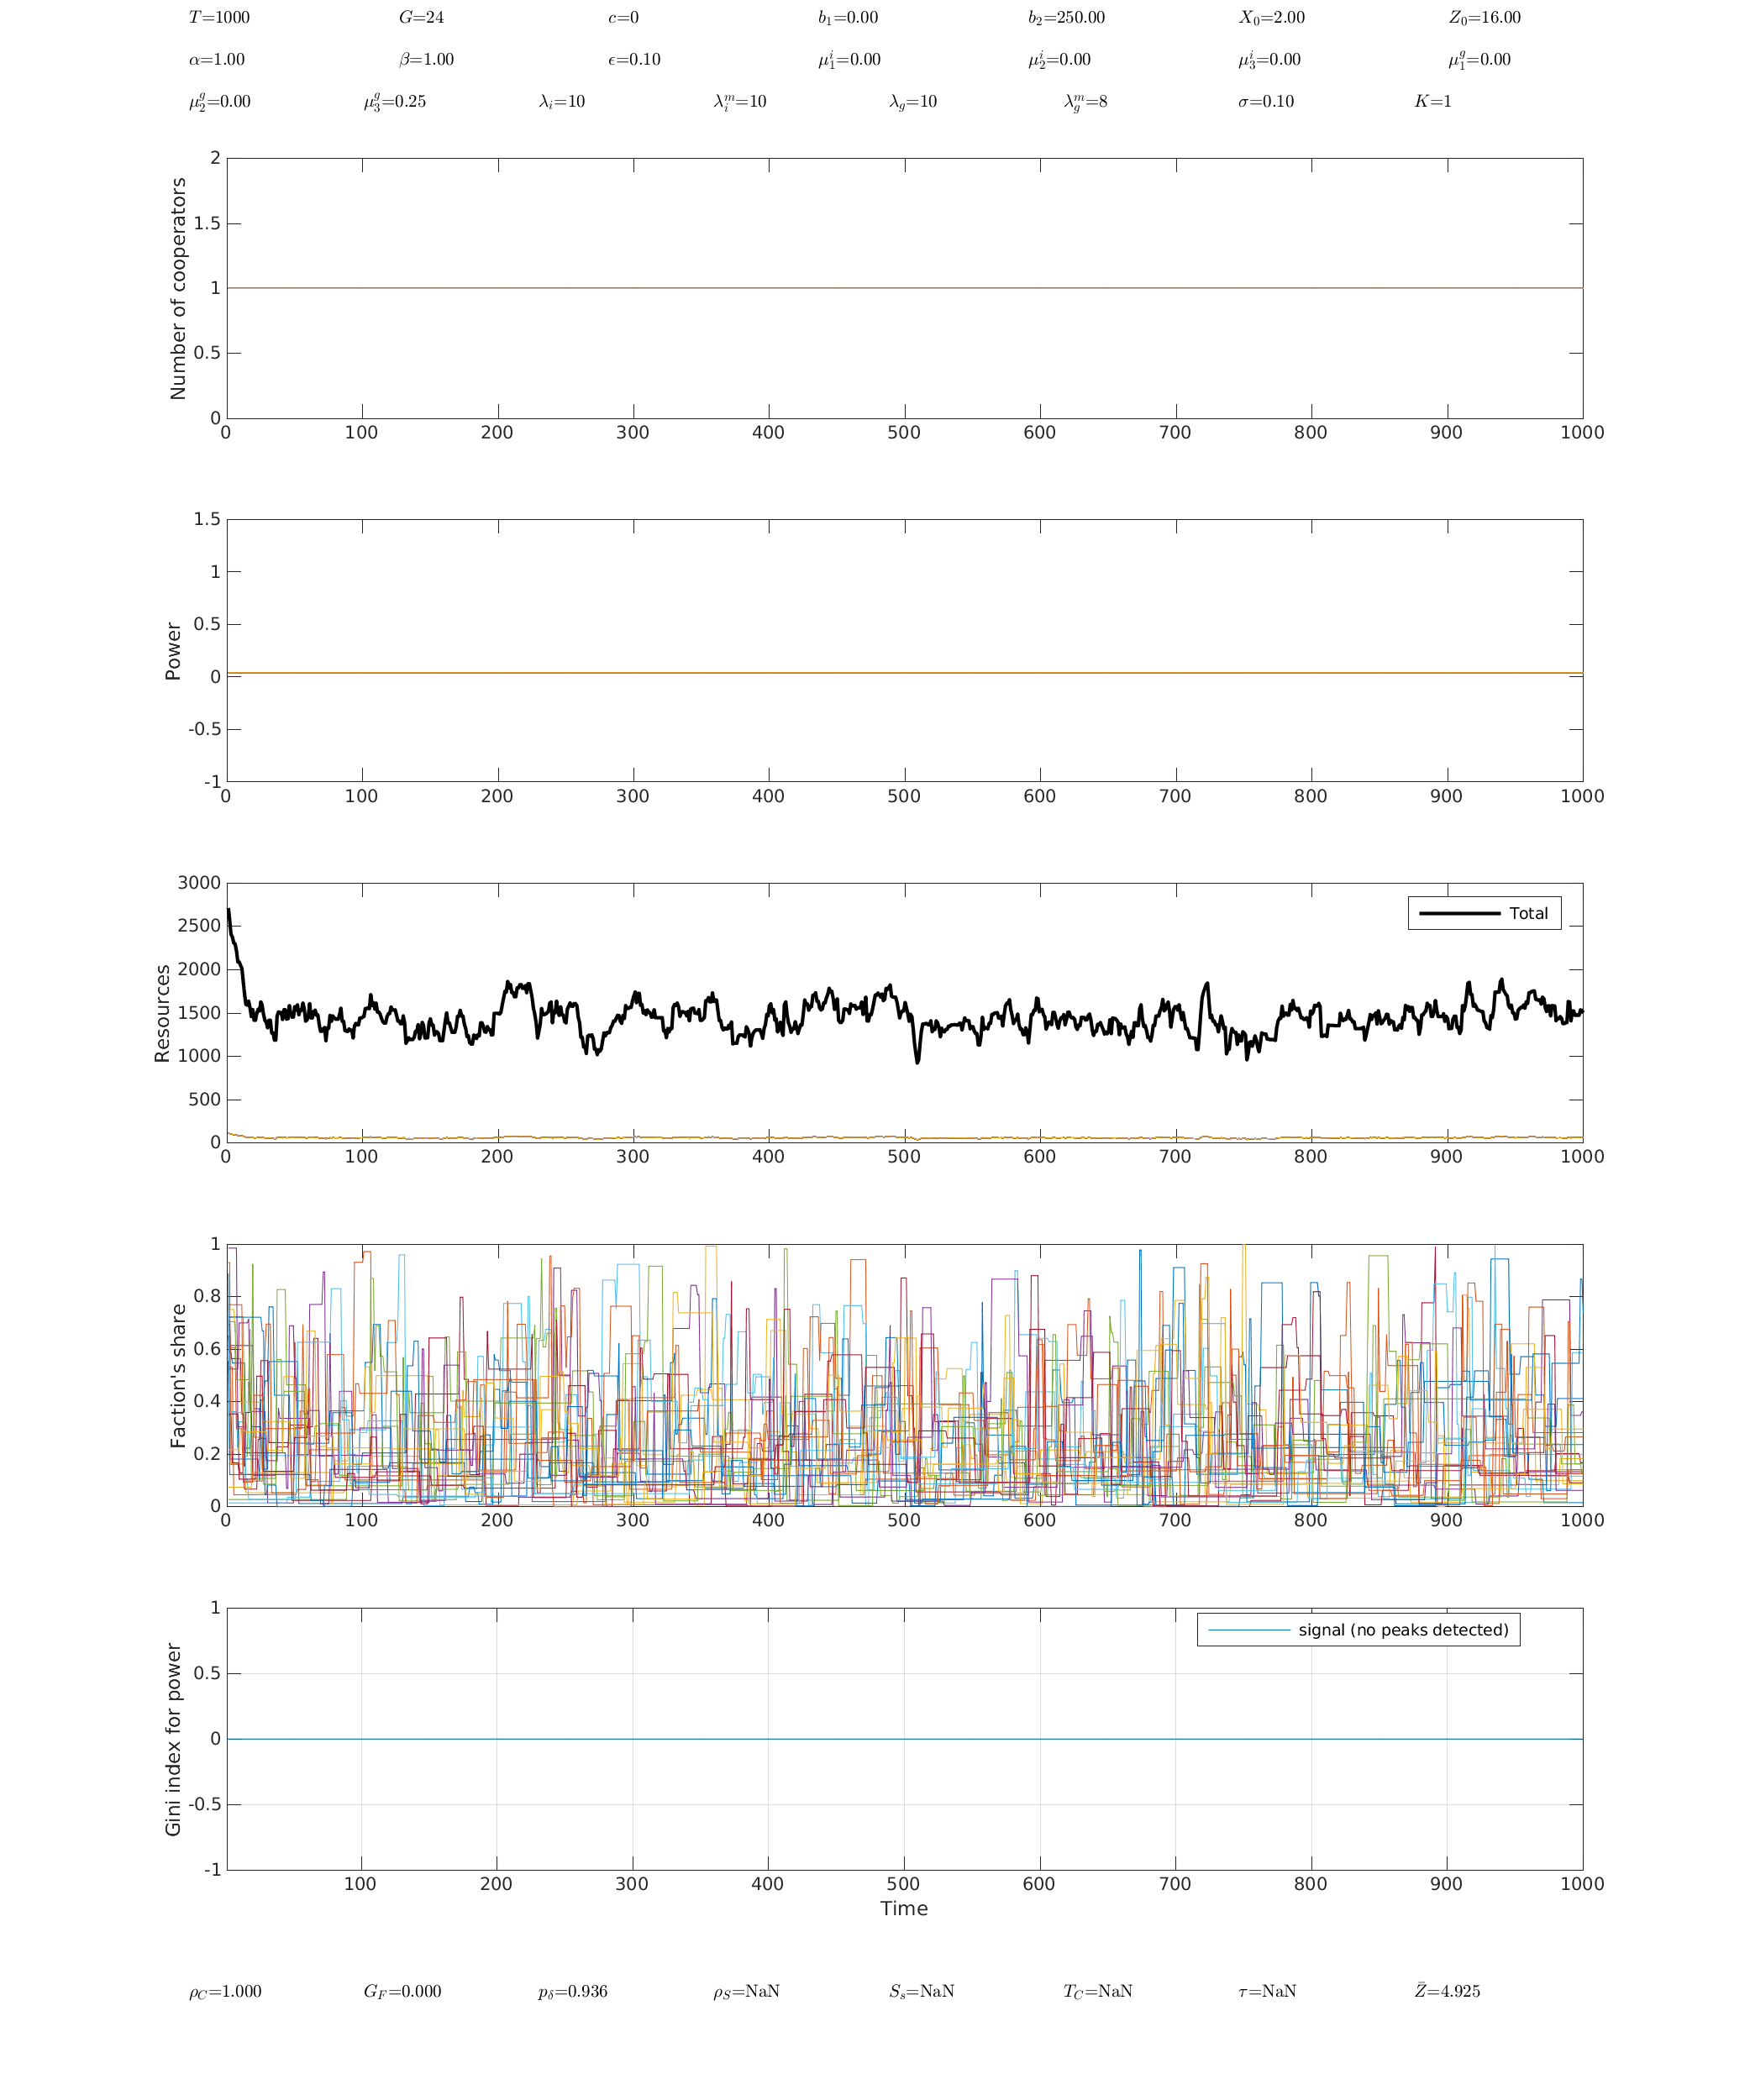 T=1000 G=24 c=0 b₁=0.00 b₂=250.00 X₀=2.00 Z₀=16.00
α=1.00 β=1.00 ϵ=0.10 μ₁ⁱ=0.00 μ₂ⁱ=0.00 μ₃ⁱ=0.00 μ₁ᵍ=0.00
μ₂ᵍ=0.00 μ₃ᵍ=0.25 λᵢ=10 λᵢᵐ=10 λ_g=10 λ_gᵐ=8 σ=0.10 K=1
Number of cooperators
2
1.5
1
0.5
0
0 100 200 300 400 500 600 700 800 900 1000
Power
1.5
1
0.5
0
-0.5
-1
0 100 200 300 400 500 600 700 800 900 1000
Resources
3000
2500
2000
1500
1000
500
0
Total
0 100 200 300 400 500 600 700 800 900 1000
Faction's share
1
0.8
0.6
0.4
0.2
0
0 100 200 300 400 500 600 700 800 900 1000
Gini index for power
1
0.5
0
-0.5
-1
signal (no peaks detected)
100 200 300 400 500 600 700 800 900 1000
Time
ρ_C=1.000 G_F=0.000 p_δ=0.936 ρ_S=NaN S_s=NaN T_C=NaN τ=NaN Z̄=4.925